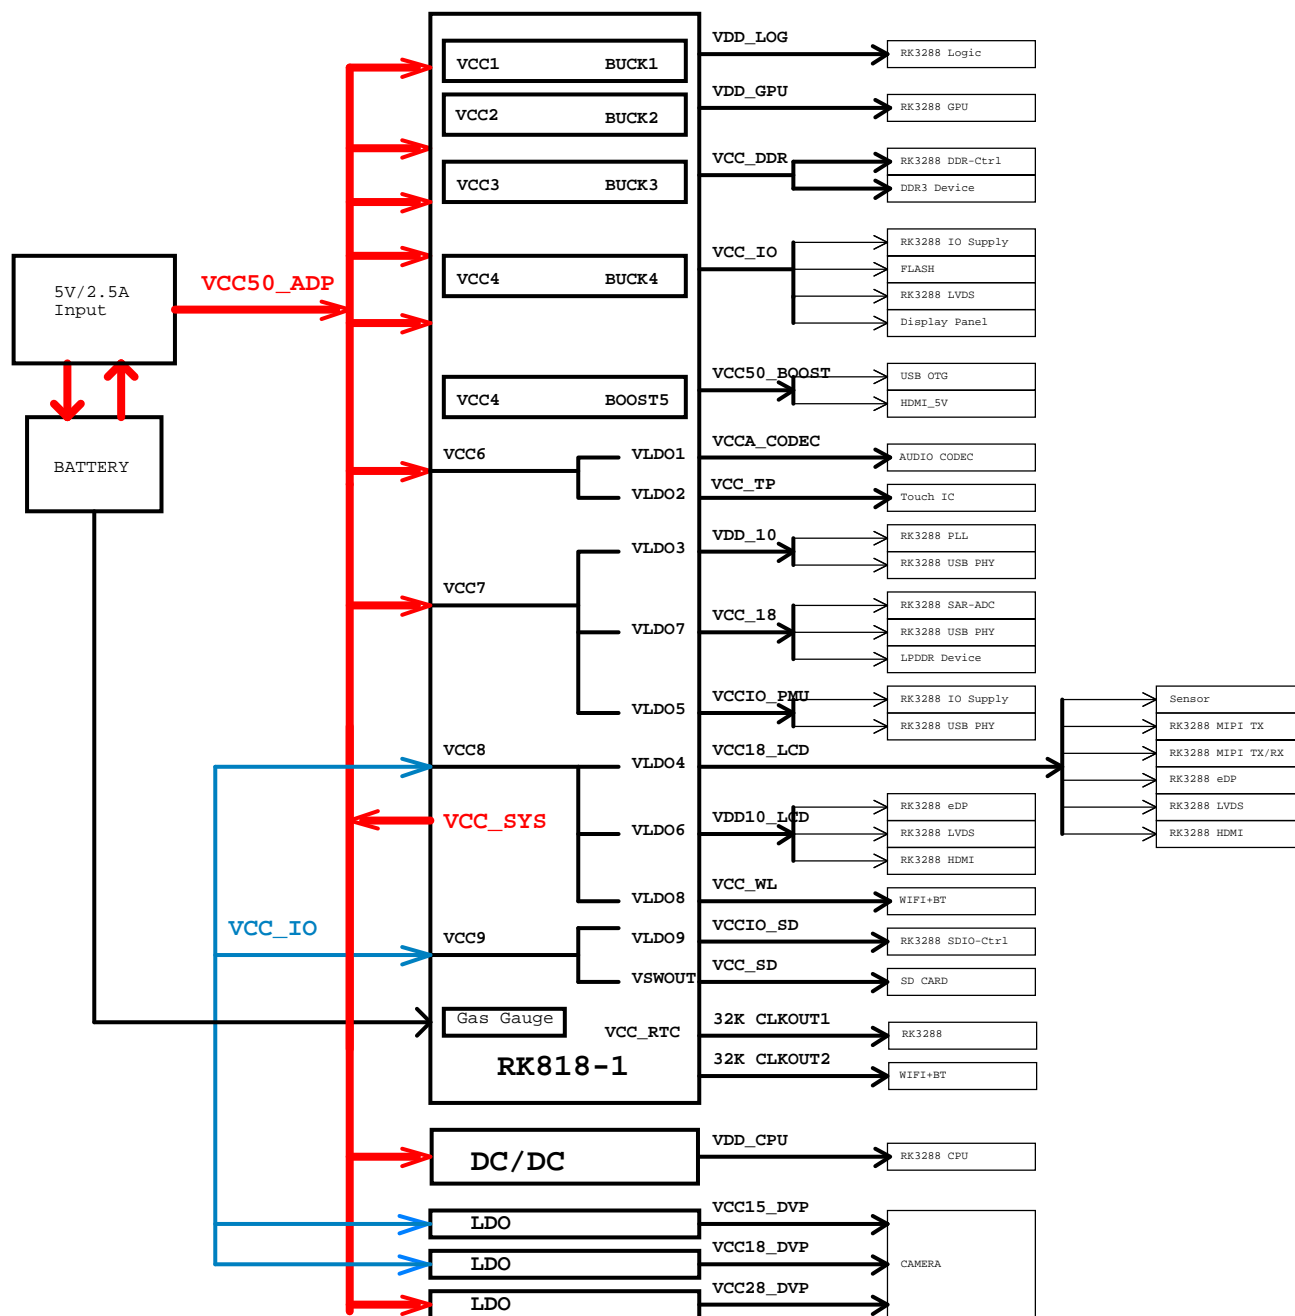 5V/2.5A
Input
BATTERY
VCC50_ADP
VCC_IO
VCC1 BUCK1
VCC2 BUCK2
VCC3 BUCK3
VCC4 BUCK4
VCC4 BOOST5
VCC6
VLDO1
VLDO2
VLDO3
VCC7
VLDO7
VLDO5
VCC8
VLDO4
VCC_SYS
VLDO6
VLDO8
VCC9
VLDO9
VSWOUT
Gas Gauge
VCC_RTC
RK818-1
DC/DC
LDO
LDO
LDO
VDD_LOG
RK3288 Logic
VDD_GPU
RK3288 GPU
VCC_DDR
RK3288 DDR-Ctrl
DDR3 Device
VCC_IO
RK3288 IO Supply
FLASH
RK3288 LVDS
Display Panel
VCC50_BOOST
USB OTG
HDMI_5V
VCCA_CODEC
AUDIO CODEC
VCC_TP
Touch IC
VDD_10
RK3288 PLL
RK3288 USB PHY
VCC_18
RK3288 SAR-ADC
RK3288 USB PHY
LPDDR Device
VCCIO_PMU
RK3288 IO Supply
RK3288 USB PHY
VCC18_LCD
Sensor
RK3288 MIPI TX
RK3288 MIPI TX/RX
RK3288 eDP
RK3288 LVDS
RK3288 HDMI
VDD10_LCD
RK3288 eDP
RK3288 LVDS
RK3288 HDMI
VCC_WL
WIFI+BT
VCCIO_SD
RK3288 SDIO-Ctrl
VCC_SD
SD CARD
32K CLKOUT1
RK3288
32K CLKOUT2
WIFI+BT
VDD_CPU
RK3288 CPU
VCC15_DVP
VCC18_DVP
CAMERA
VCC28_DVP